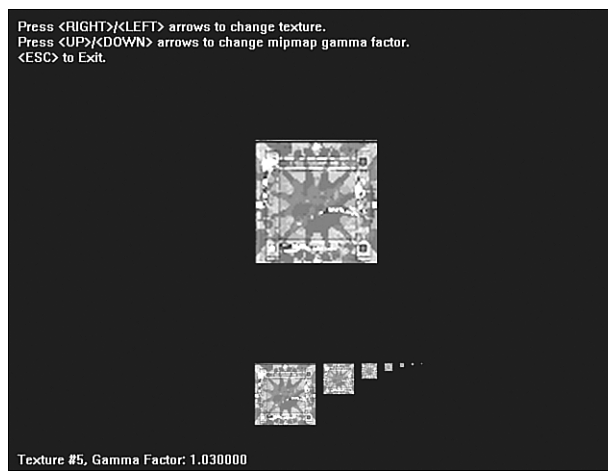 Press <RIGHT>/<LEFT> arrows to change texture.
Press <UP>/<DOWN> arrows to change mipmap gamma factor.
<ESC> to Exit.
Texture #5, Gamma Factor: 1.030000